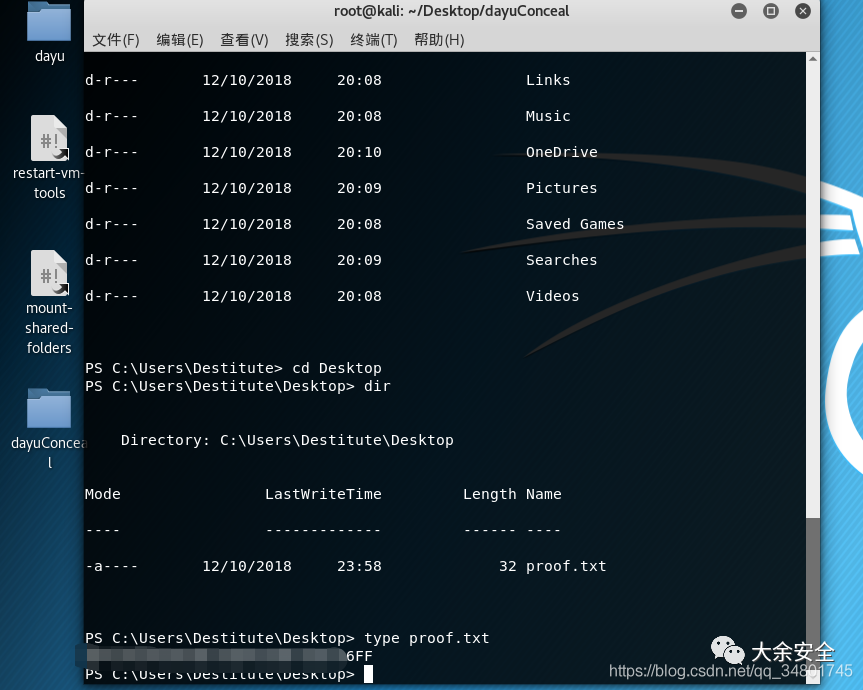 root@kali: ~/Desktop/dayuConceal
文件(F) 编辑(E) 查看(V) 搜索(S) 终端(T) 帮助(H)
dayu
restart-vm-
tools
mount-
shared-
folders
dayuConcea
l
d-r--- 12/10/2018 20:08 Links
d-r--- 12/10/2018 20:08 Music
d-r--- 12/10/2018 20:10 OneDrive
d-r--- 12/10/2018 20:09 Pictures
d-r--- 12/10/2018 20:08 Saved Games
d-r--- 12/10/2018 20:09 Searches
d-r--- 12/10/2018 20:08 Videos
PS C:\Users\Destitute> cd Desktop
PS C:\Users\Destitute\Desktop> dir
Directory: C:\Users\Destitute\Desktop
Mode LastWriteTime Length Name
---- ------------- ------ ----
-a---- 12/10/2018 23:58 32 proof.txt
PS C:\Users\Destitute\Desktop> type proof.txt
6FF
PS C:\Users\Destitute\Desktop>
大余安全
https://blog.csdn.net/qq_34801745